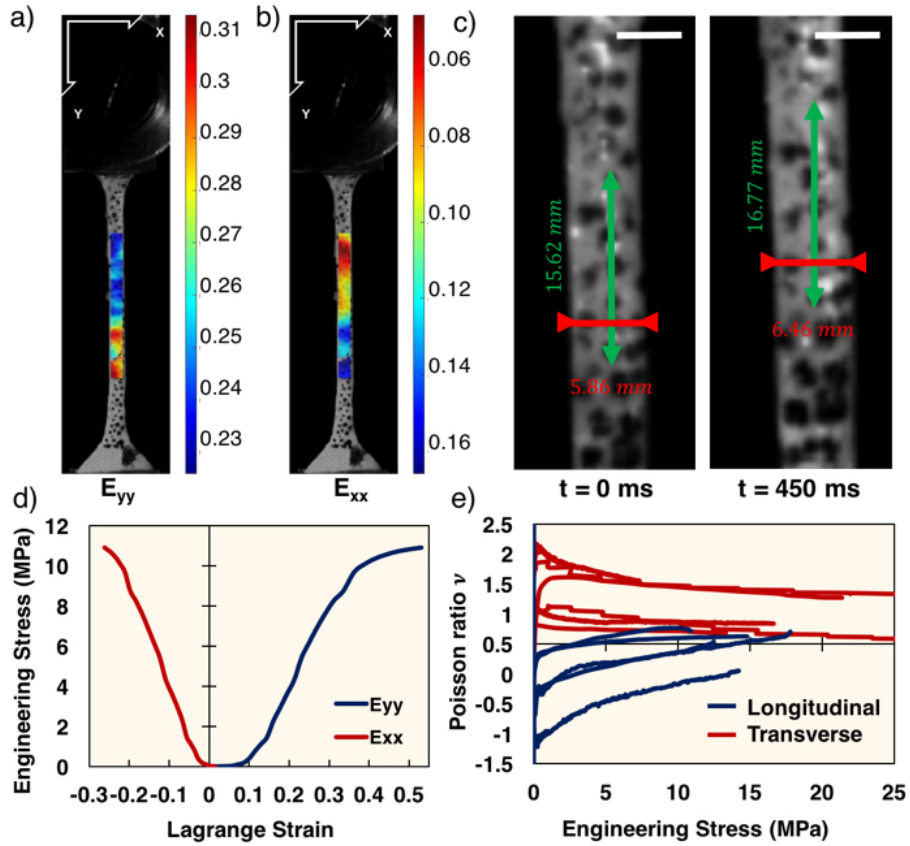 a)
X
Y
0.31
0.3
0.29
0.28
0.27
0.26
0.25
0.24
0.23
E_yy
b)
X
Y
0.06
0.08
0.10
0.12
0.14
0.16
E_xx
c)
15.62 mm
5.86 mm
t = 0 ms
16.77 mm
6.46 mm
t = 450 ms
d)
Engineering Stress (MPa)
12
10
8
6
4
2
0
-0.3 -0.2 -0.1 0 0.1 0.2 0.3 0.4 0.5
Eyy
Exx
Lagrange Strain
e)
Poisson ratio ν
2.5
2
1.5
1
0.5
0
-0.5
-1
-1.5
0 5 10 15 20 25
Longitudinal
Transverse
Engineering Stress (MPa)